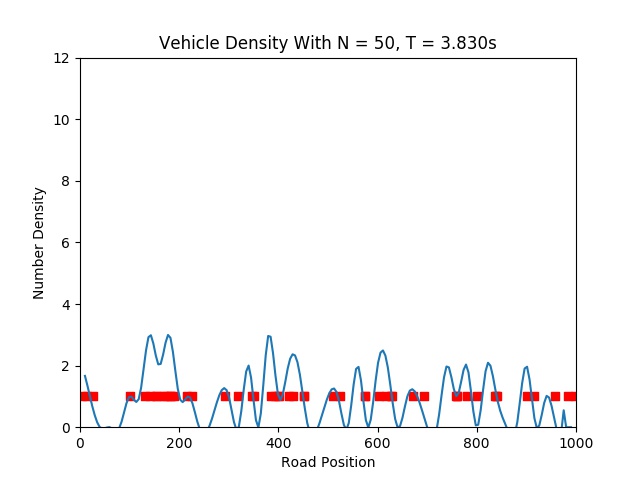 Vehicle Density With N = 50, T = 3.830s
12
10
8
6
4
2
0
Number Density
0 200 400 600 800 1000
Road Position